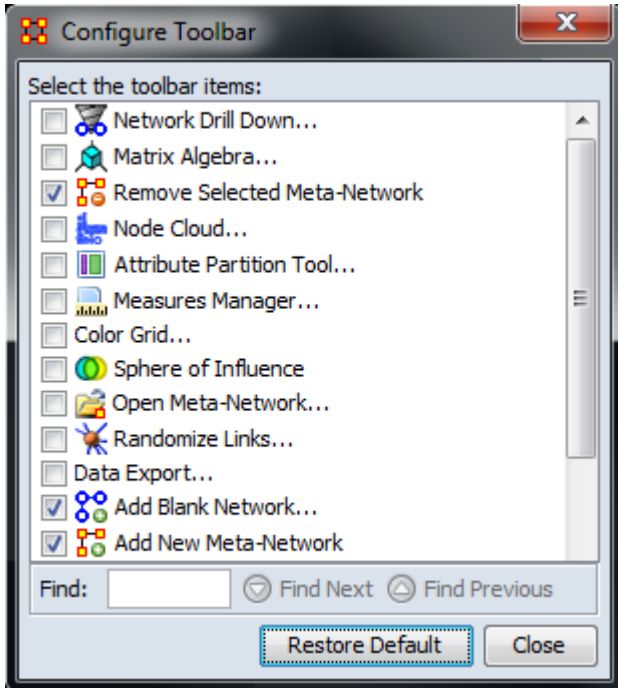 Configure Toolbar
Select the toolbar items:
Network Drill Down...
Matrix Algebra...
Remove Selected Meta-Network
Node Cloud...
Attribute Partition Tool...
Measures Manager...
Color Grid...
Sphere of Influence
Open Meta-Network...
Randomize Links...
Data Export...
Add Blank Network...
Add New Meta-Network
Find: Find Next Find Previous
Restore Default Close